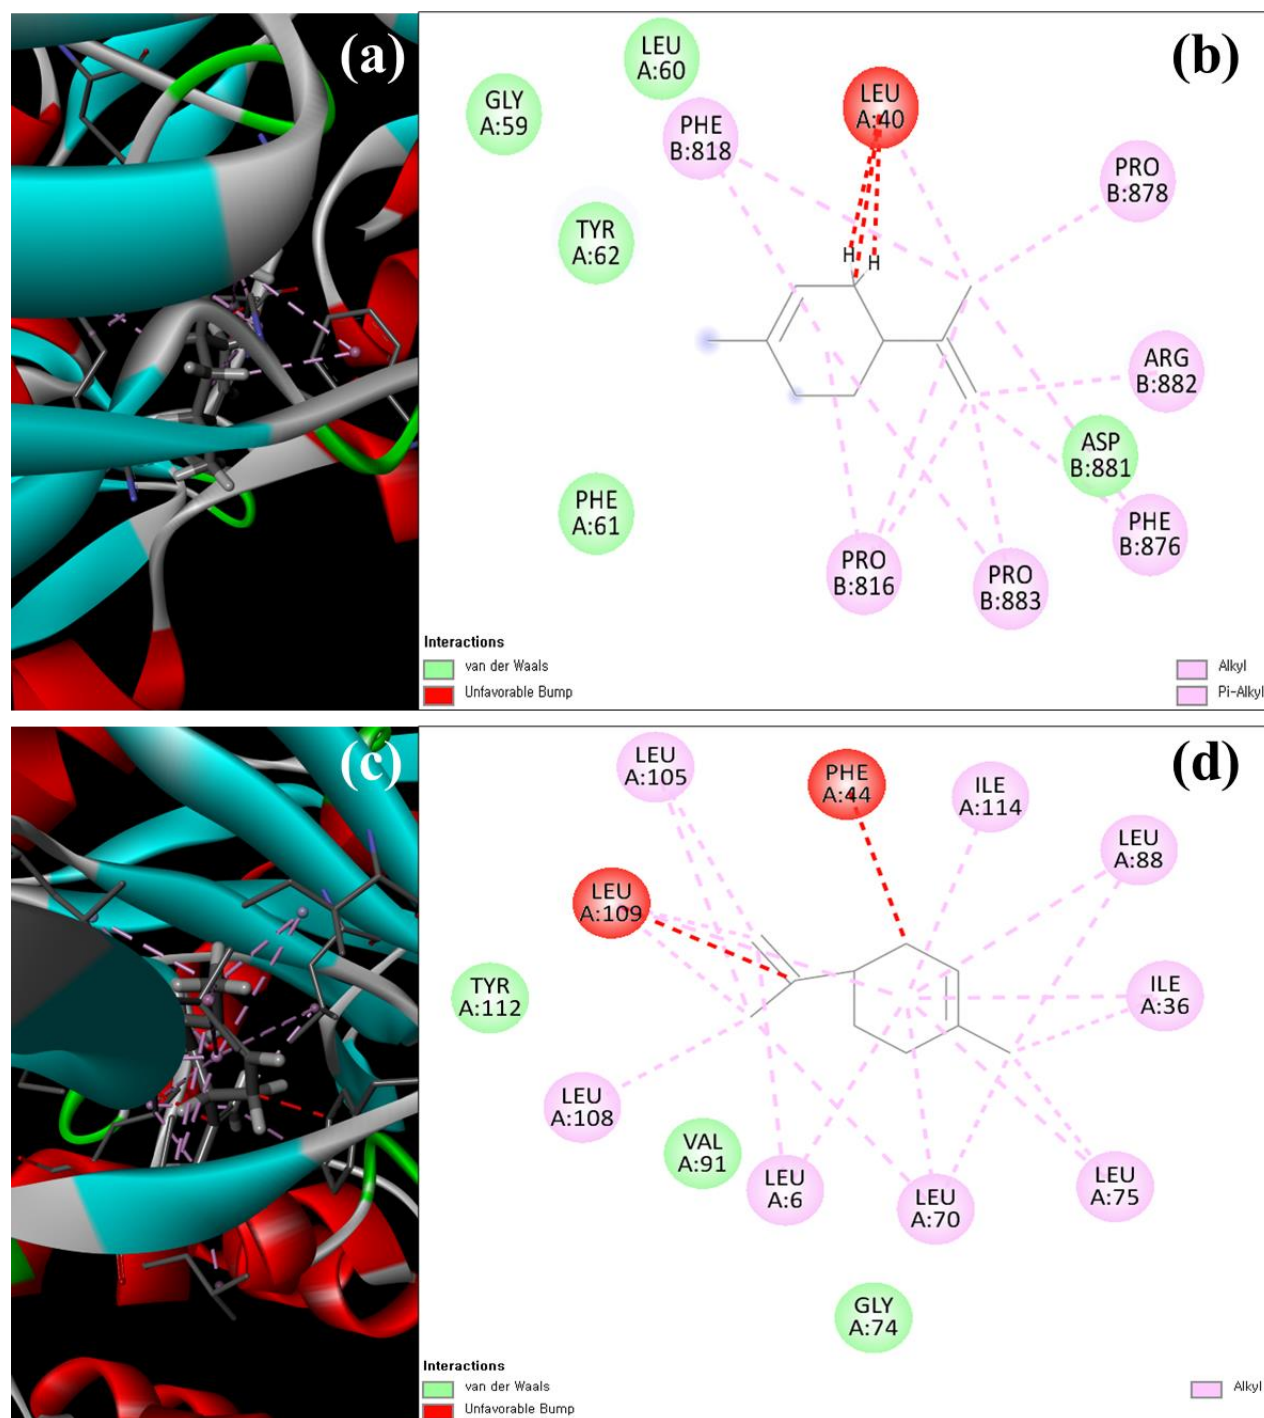 (a)
(b)
LEU
A:60
GLY
A:59
PHE
B:818
LEU
A:40
PRO
B:878
TYR
A:62
H
H
ARG
B:882
ASP
B:881
PHE
A:61
PHE
B:876
PRO
B:816
PRO
B:883
Interactions
van der Waals
Unfavorable Bump
Alkyl
Pi-Alkyl
(c)
(d)
LEU
A:105
PHE
A:44
ILE
A:114
LEU
A:88
LEU
A:109
TYR
A:112
ILE
A:36
LEU
A:108
VAL
A:91
LEU
A:6
LEU
A:70
LEU
A:75
GLY
A:74
Interactions
van der Waals
Unfavorable Bump
Alkyl